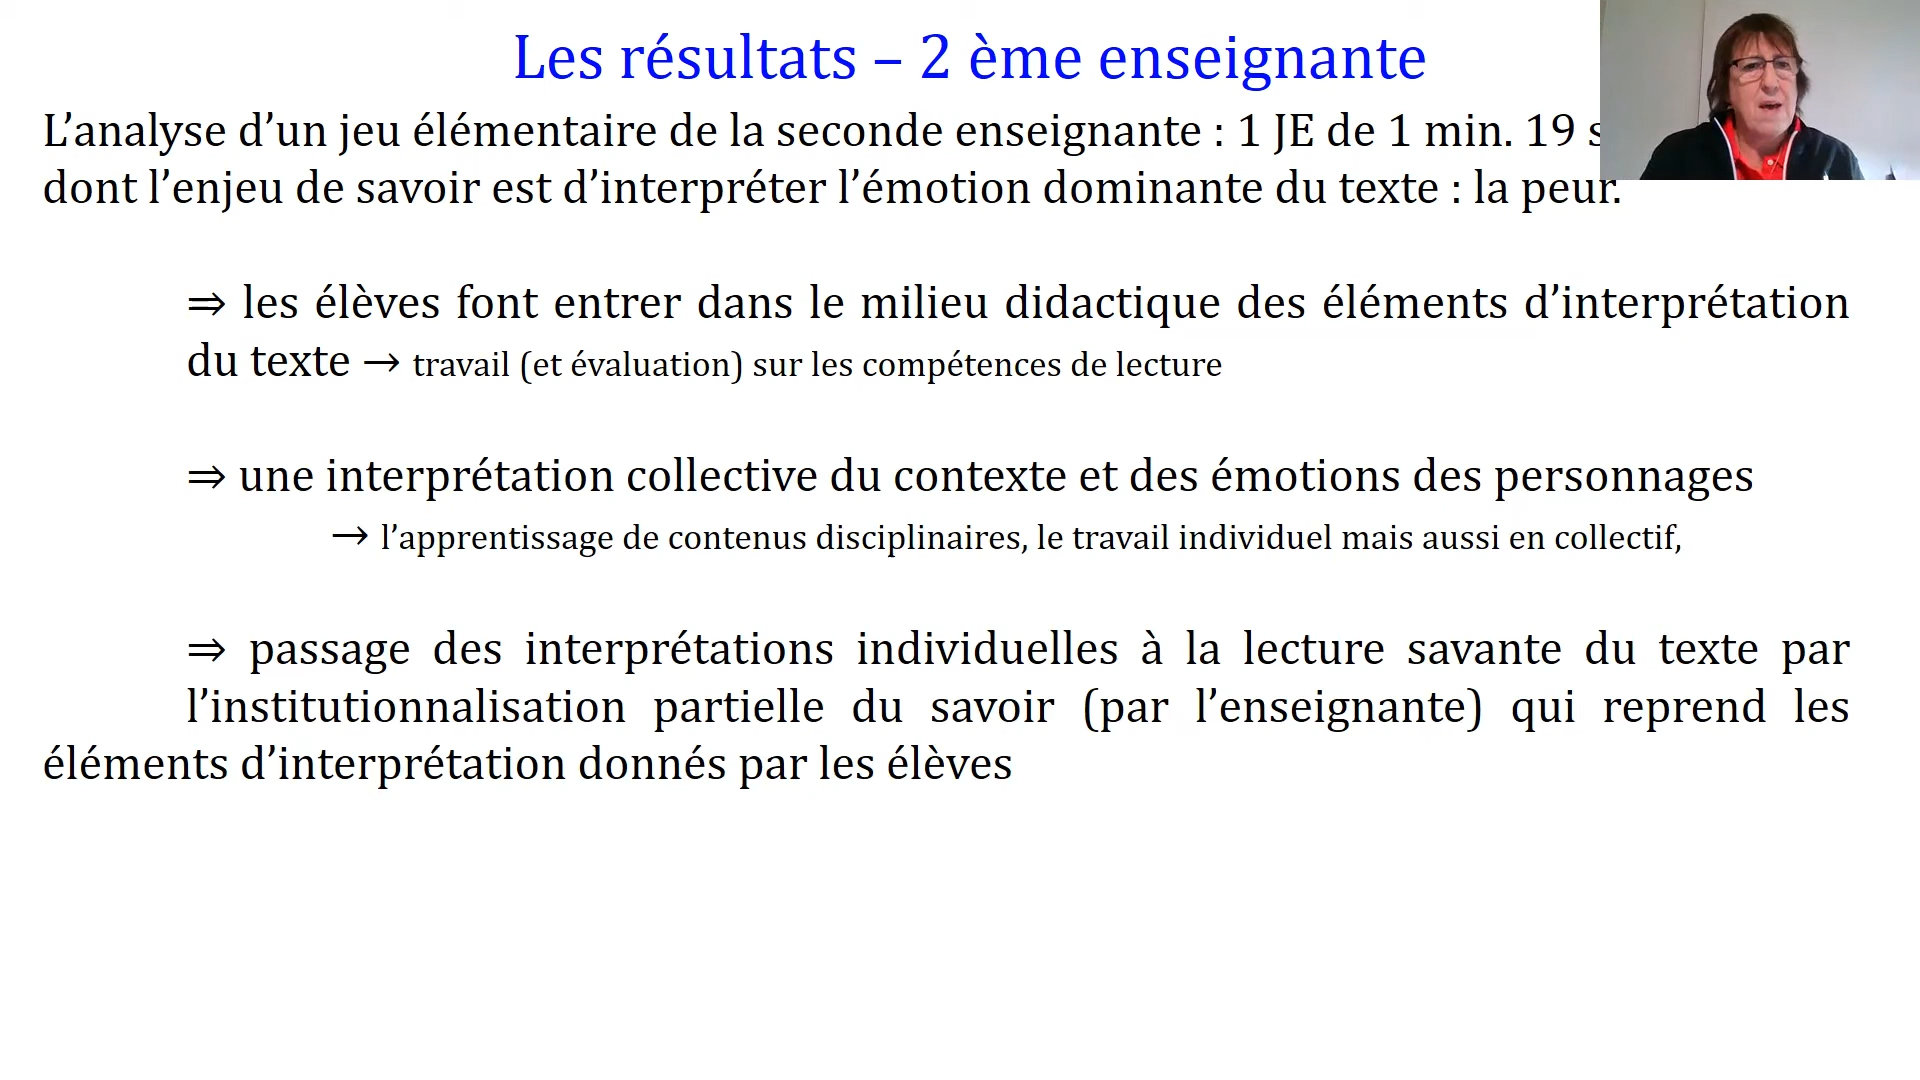 Les résultats – 2 ème enseignante
L’analyse d’un jeu élémentaire de la seconde enseignante : 1 JE de 1 min. 19
dont l’enjeu de savoir est d’interpréter l’émotion dominante du texte : la peur.
⇒ les élèves font entrer dans le milieu didactique des éléments d’interprétation
du texte → travail (et évaluation) sur les compétences de lecture
⇒ une interprétation collective du contexte et des émotions des personnages
→ l’apprentissage de contenus disciplinaires, le travail individuel mais aussi en collectif,
⇒ passage des interprétations individuelles à la lecture savante du texte par
l’institutionnalisation partielle du savoir (par l’enseignante) qui reprend les
éléments d’interprétation donnés par les élèves